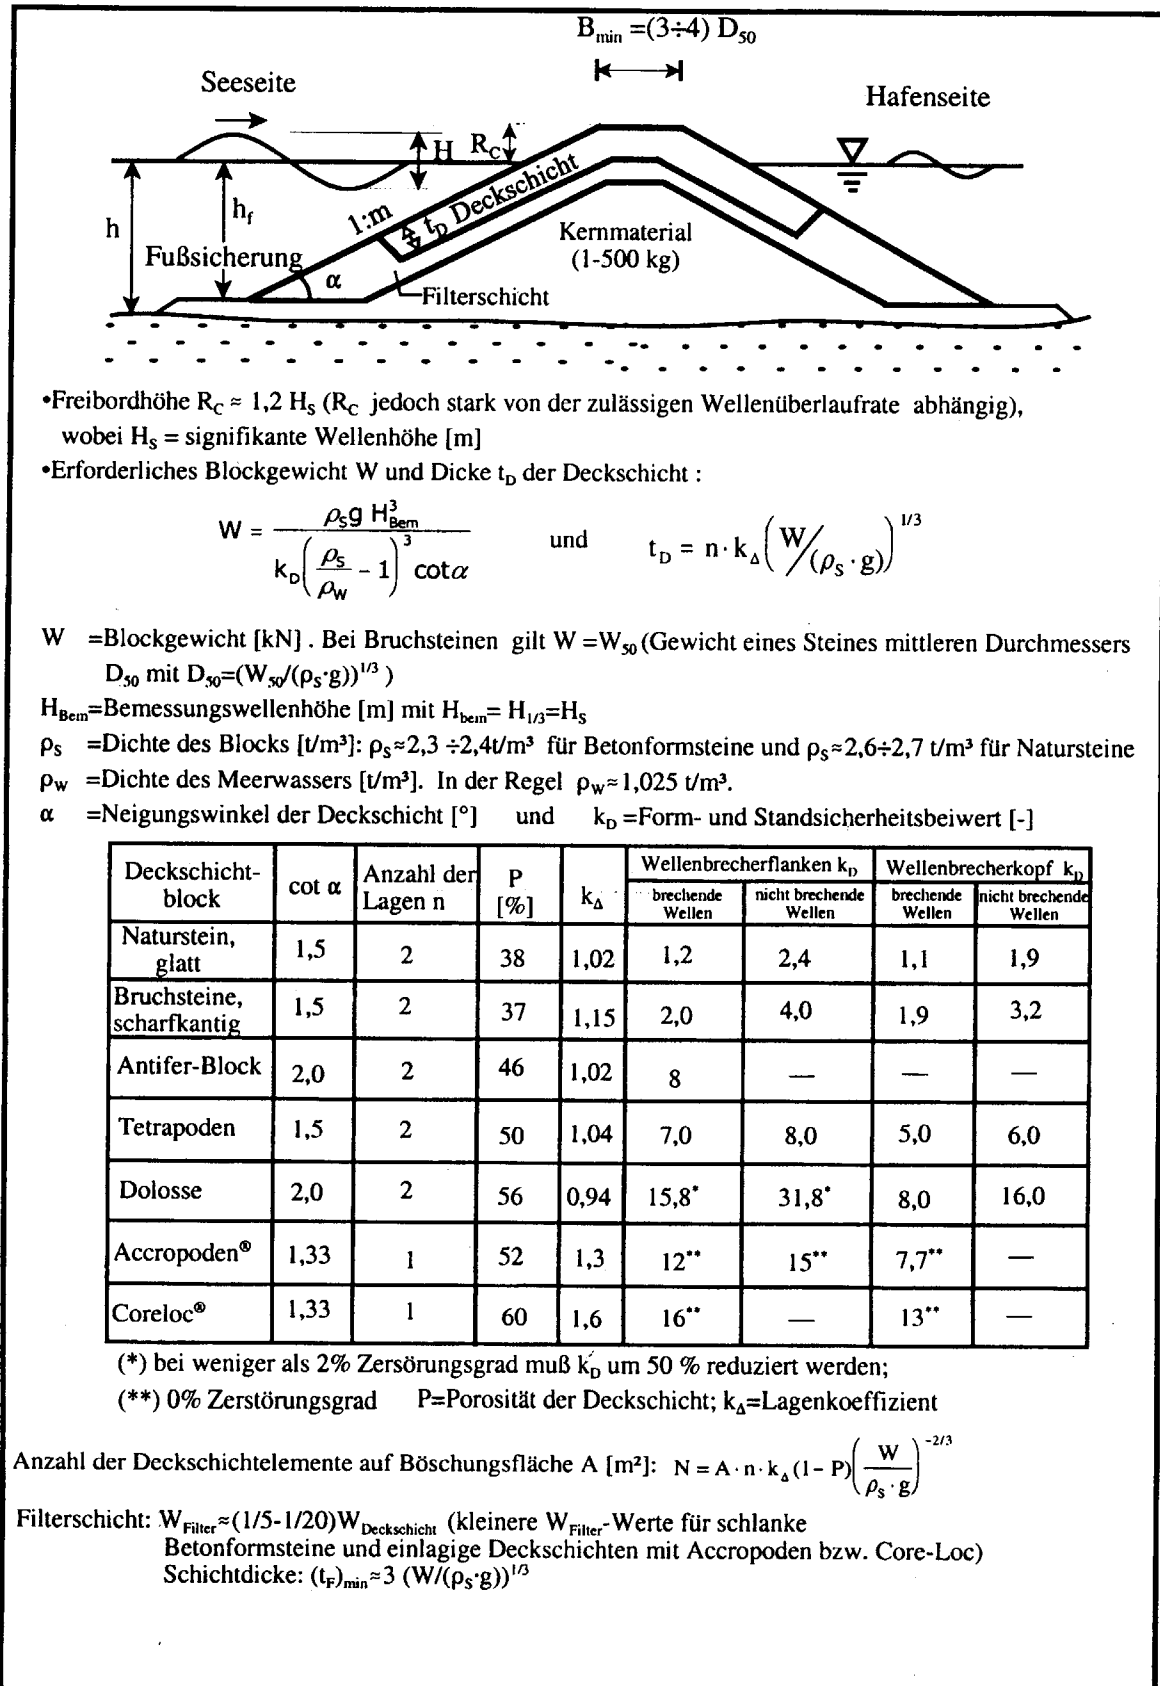 B_min =(3÷4) D_50
Seeseite
Hafenseite
H
R_C
h
h_f
1:m
t_D Deckschicht
Fußsicherung
α
Kernmaterial
(1-500 kg)
Filterschicht
•Freibordhöhe R_C ≈ 1,2 H_S (R_C jedoch stark von der zulässigen Wellenüberlaufrate abhängig),
wobei H_S = signifikante Wellenhöhe [m]
•Erforderliches Blockgewicht W und Dicke t_D der Deckschicht :
W = ρ_S g H³_Bem / (k_D (ρ_S/ρ_W - 1)³ cot α) und t_D = n · k_Δ (W/(ρ_S · g))^1/3
W =Blockgewicht [kN] . Bei Bruchsteinen gilt W =W_50 (Gewicht eines Steines mittleren Durchmessers
D_50 mit D_50=(W_50/(ρ_S·g))^1/3 )
H_Bem=Bemessungswellenhöhe [m] mit H_bem= H_1/3=H_S
ρ_S =Dichte des Blocks [t/m³]: ρ_S≈2,3 ÷2,4t/m³ für Betonformsteine und ρ_S≈2,6÷2,7 t/m³ für Natursteine
ρ_W =Dichte des Meerwassers [t/m³]. In der Regel ρ_W≈1,025 t/m³.
α =Neigungswinkel der Deckschicht [°] und k_D =Form- und Standsicherheitsbeiwert [-]
Deckschicht-block cot α Anzahl der Lagen n P [%] k_Δ Wellenbrecherflanken k_D Wellenbrecherkopf k_D
brechende Wellen nicht brechende Wellen brechende Wellen nicht brechende Wellen
Naturstein, glatt 1,5 2 38 1,02 1,2 2,4 1,1 1,9
Bruchsteine, scharfkantig 1,5 2 37 1,15 2,0 4,0 1,9 3,2
Antifer-Block 2,0 2 46 1,02 8 — — —
Tetrapoden 1,5 2 50 1,04 7,0 8,0 5,0 6,0
Dolosse 2,0 2 56 0,94 15,8* 31,8* 8,0 16,0
Accropoden® 1,33 1 52 1,3 12** 15** 7,7** —
Coreloc® 1,33 1 60 1,6 16** — 13** —
(*) bei weniger als 2% Zersörungsgrad muß k_D um 50 % reduziert werden;
(**) 0% Zerstörungsgrad P=Porosität der Deckschicht; k_Δ=Lagenkoeffizient
Anzahl der Deckschichtelemente auf Böschungsfläche A [m²]: N = A · n · k_Δ (1 - P) (W/(ρ_S · g))^-2/3
Filterschicht: W_Filter≈(1/5-1/20)W_Deckschicht (kleinere W_Filter-Werte für schlanke
Betonformsteine und einlagige Deckschichten mit Accropoden bzw. Core-Loc)
Schichtdicke: (t_F)_min≈3 (W/(ρ_S·g))^1/3